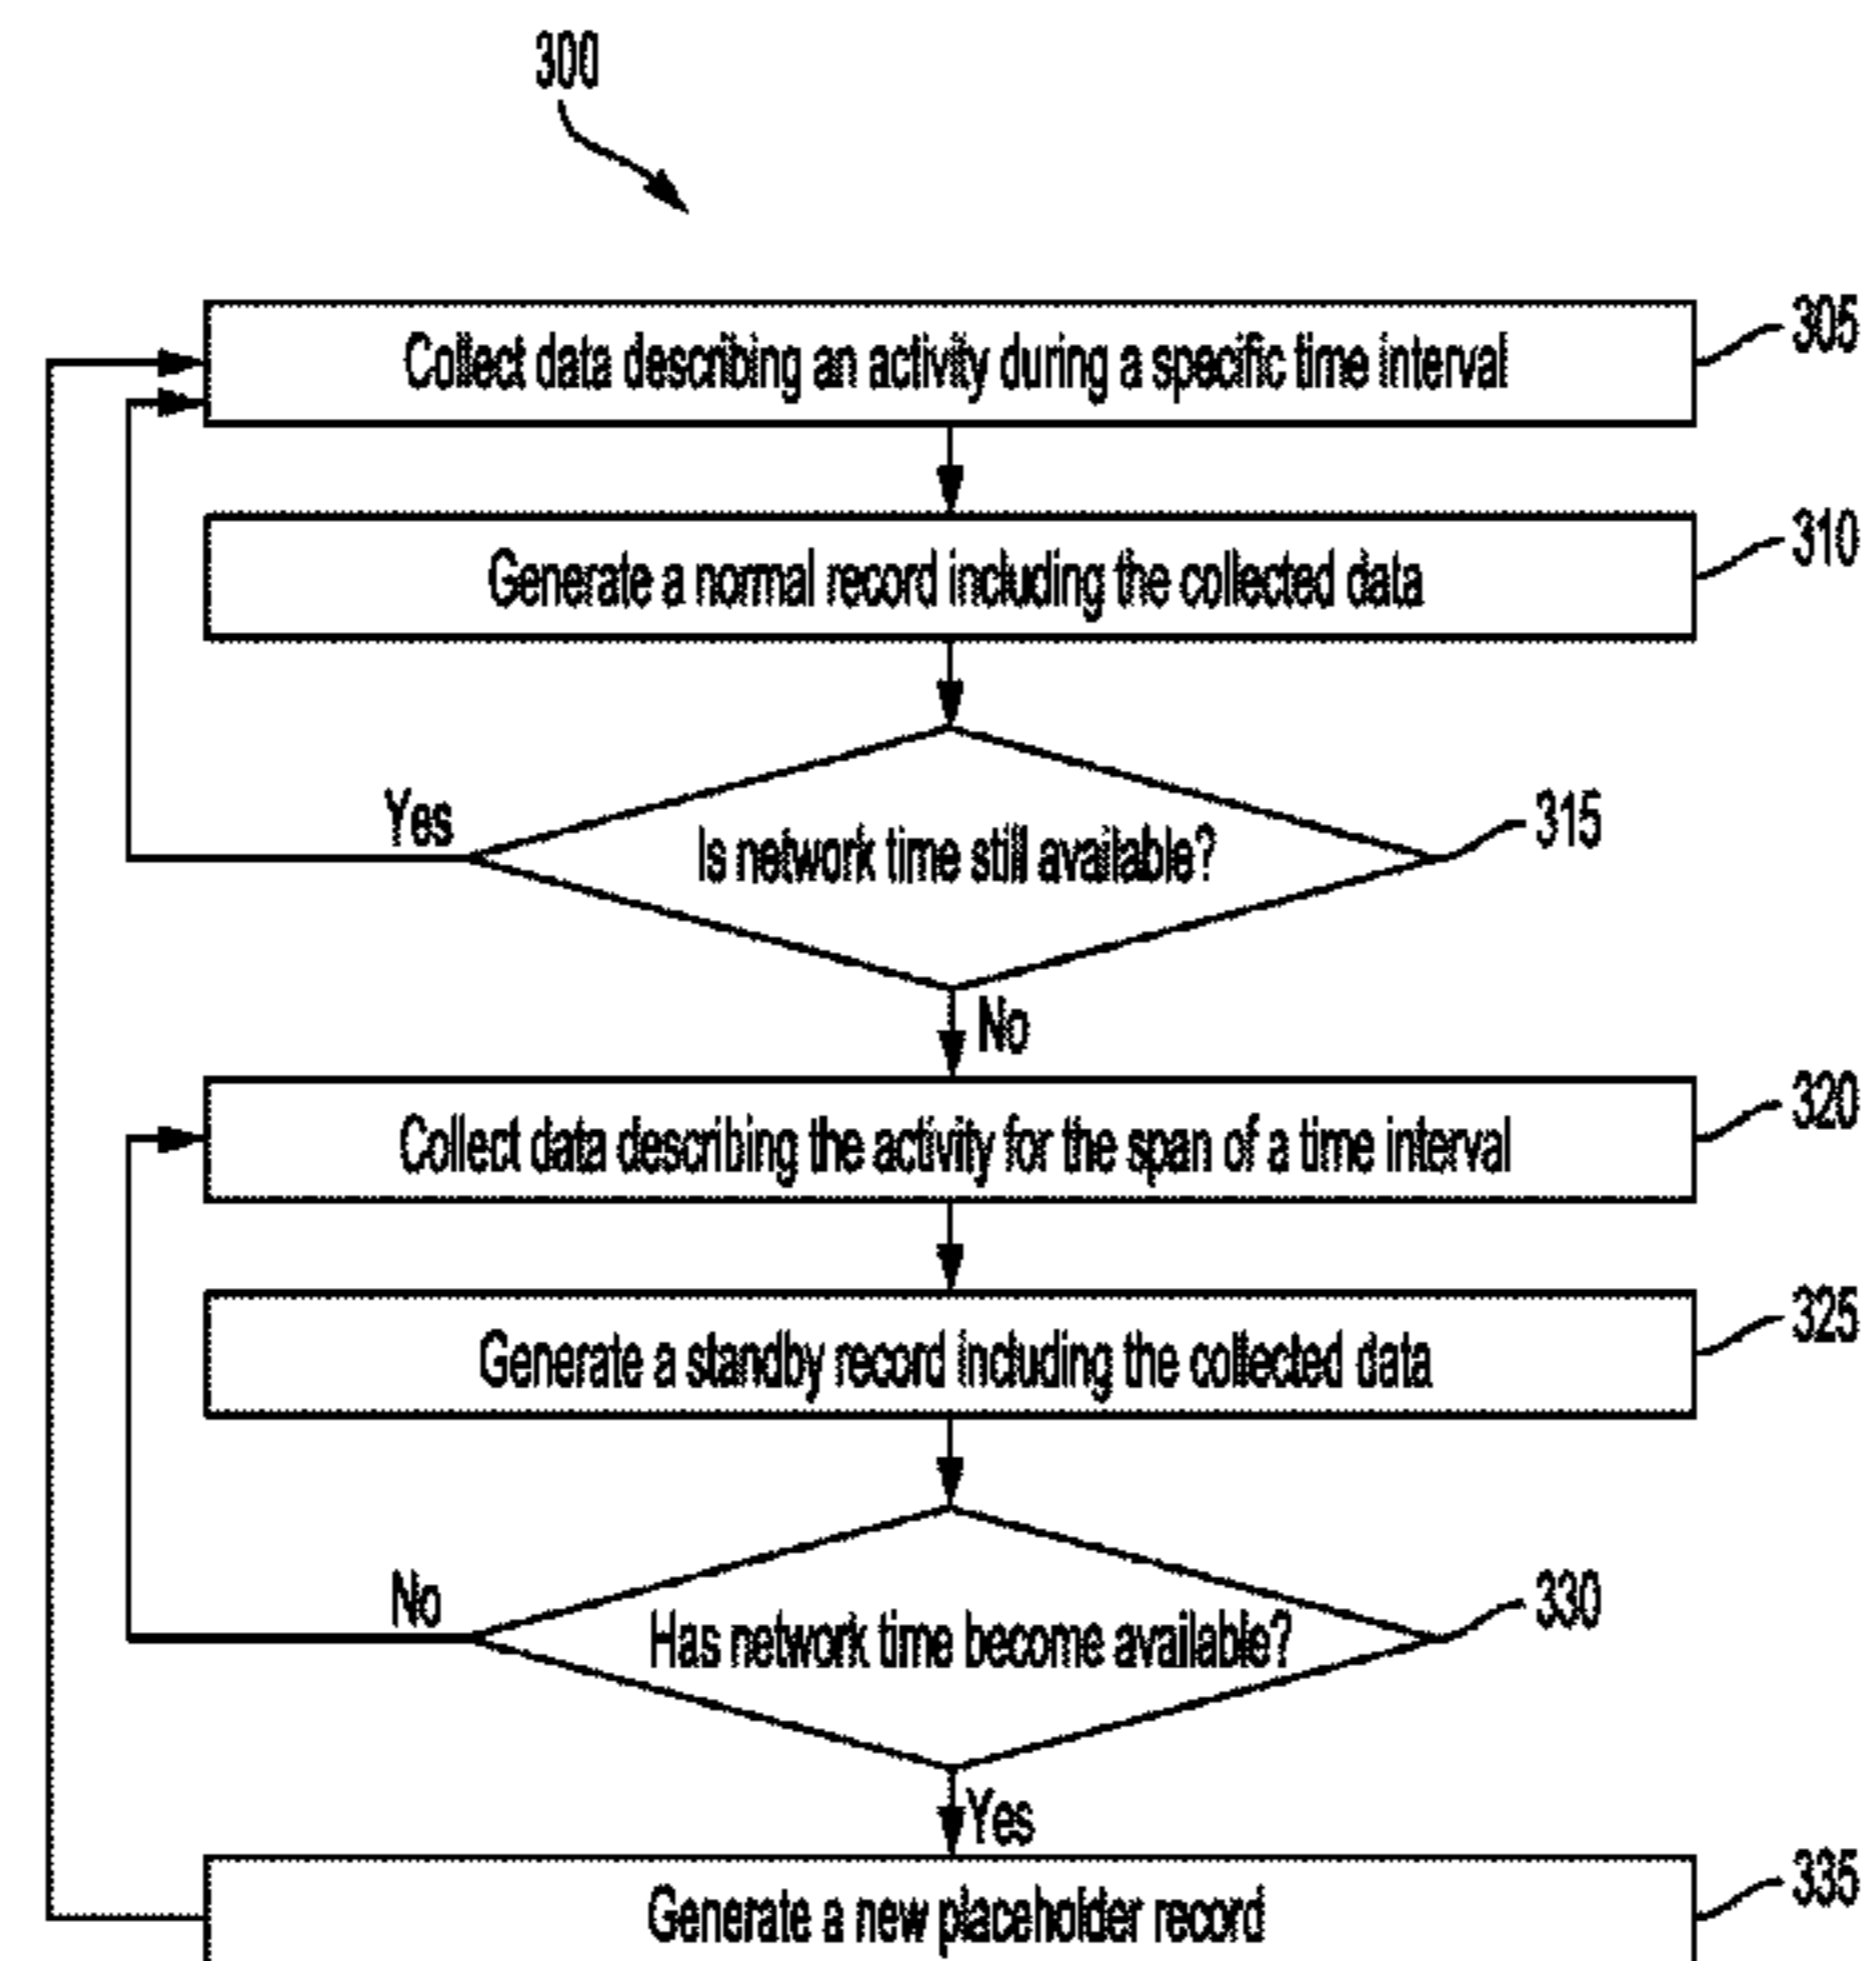 300
Collect data describing an activity during a specific time interval
305
Generate a normal record including the collected data
310
Yes
Is network time still available?
315
No
Collect data describing the activity for the span of a time interval
320
Generate a standby record including the collected data
325
No
Has network time become available?
330
Yes
Generate a new placeholder record
335